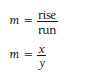 m = rise/run
m = x/y